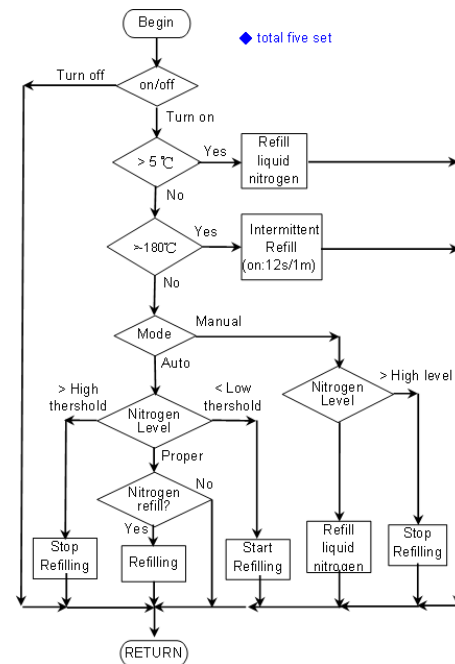 Begin
◆ total five set
Turn off
on/off
Turn on
> 5 ℃
Yes
Refill
liquid
nitrogen
No
>-180℃
Yes
Intermittent
Refill
(on:12s/1m)
No
Mode
Manual
Auto
> High
thershold
Nitrogen
Level
< Low
thershold
Nitrogen
Level
> High level
Proper
Nitrogen
refill?
No
Yes
Stop
Refilling
Refilling
Start
Refilling
Refill
liquid
nitrogen
Stop
Refilling
RETURN